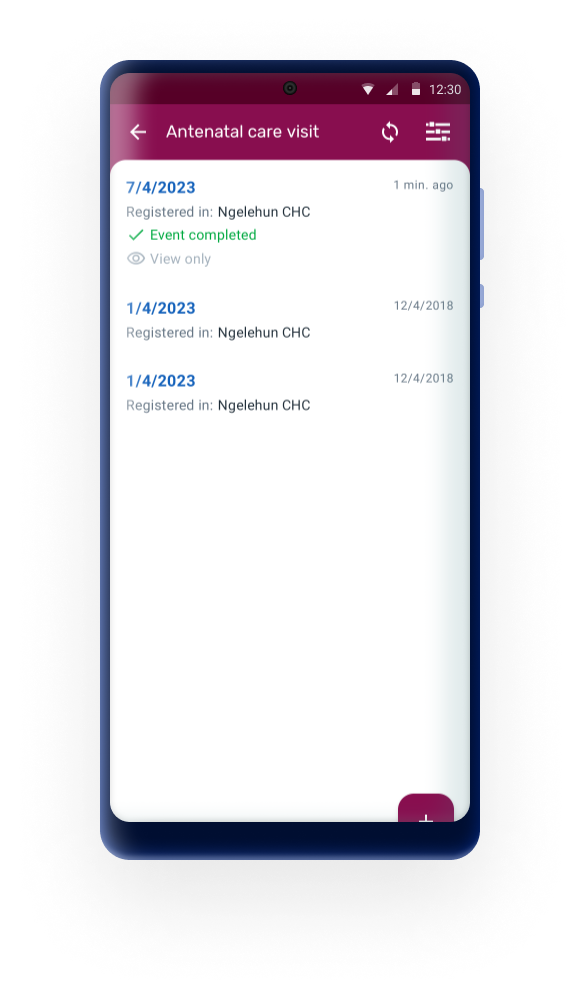 12:30
Antenatal care visit
7/4/2023 1 min. ago
Registered in: Ngelehun CHC
Event completed
View only
1/4/2023 12/4/2018
Registered in: Ngelehun CHC
1/4/2023 12/4/2018
Registered in: Ngelehun CHC